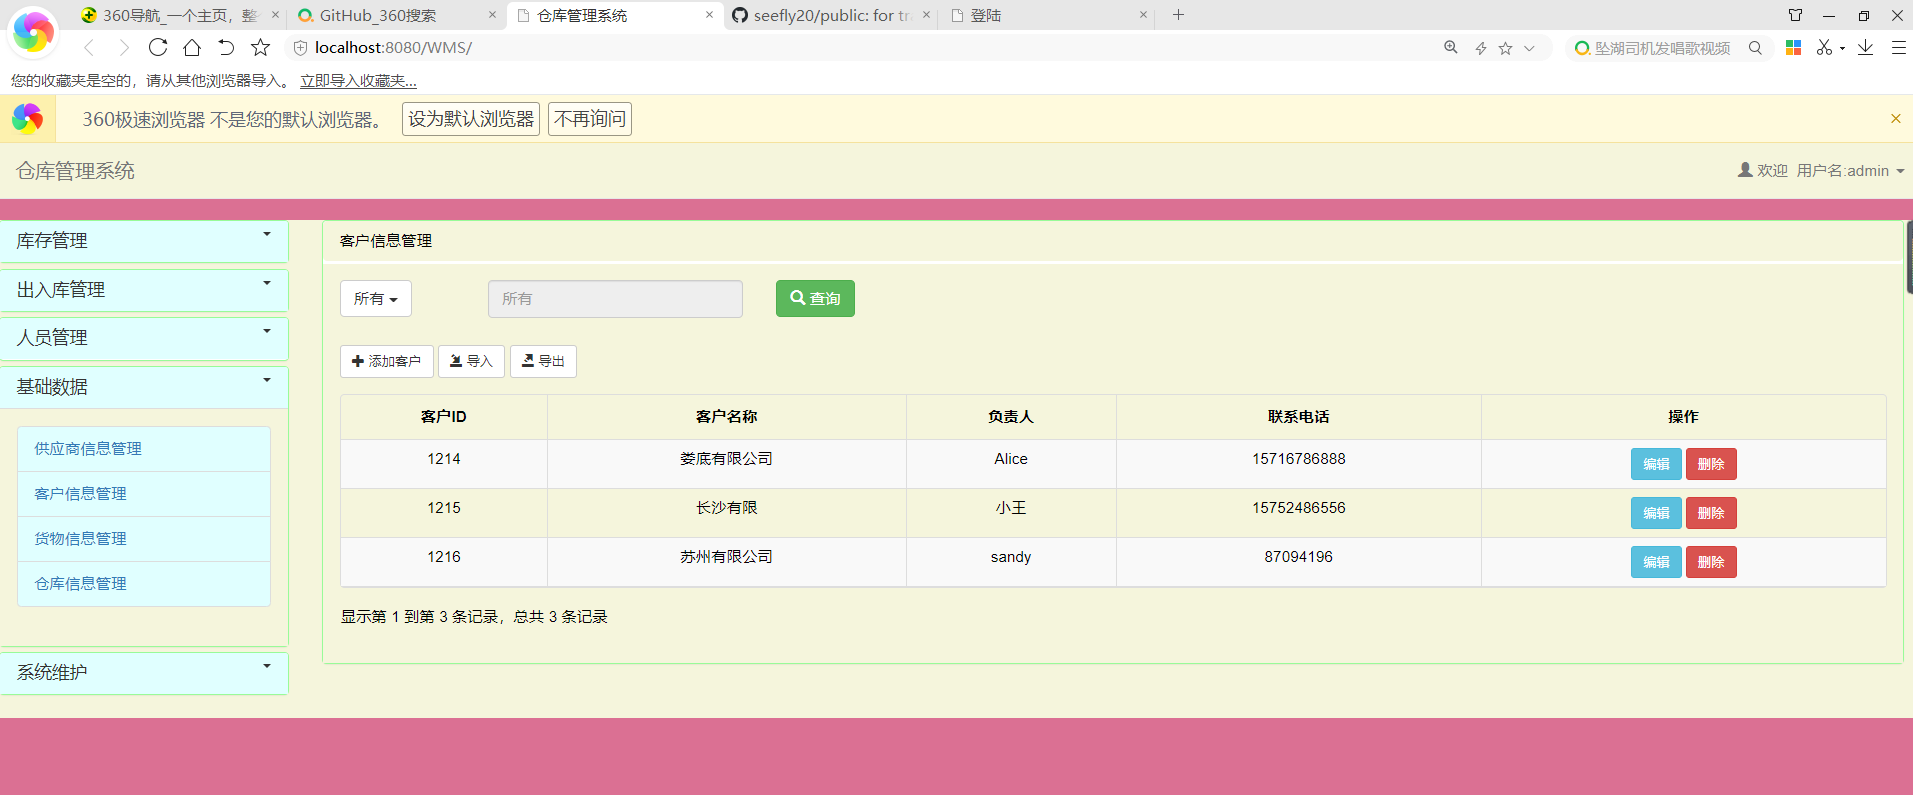 360导航_一个主页，整个
GitHub_360搜索
仓库管理系统
seefly20/public: for tr
登陆
localhost:8080/WMS/
坠湖司机发唱歌视频
您的收藏夹是空的，请从其他浏览器导入。 立即导入收藏夹...
360极速浏览器 不是您的默认浏览器。 设为默认浏览器 不再询问
仓库管理系统
欢迎 用户名:admin
库存管理
出入库管理
人员管理
基础数据
供应商信息管理
客户信息管理
货物信息管理
仓库信息管理
系统维护
客户信息管理
所有 所有 查询
添加客户 导入 导出
客户ID 客户名称 负责人 联系电话 操作
1214 娄底有限公司 Alice 15716786888 编辑 删除
1215 长沙有限 小王 15752486556 编辑 删除
1216 苏州有限公司 sandy 87094196 编辑 删除
显示第 1 到第 3 条记录，总共 3 条记录